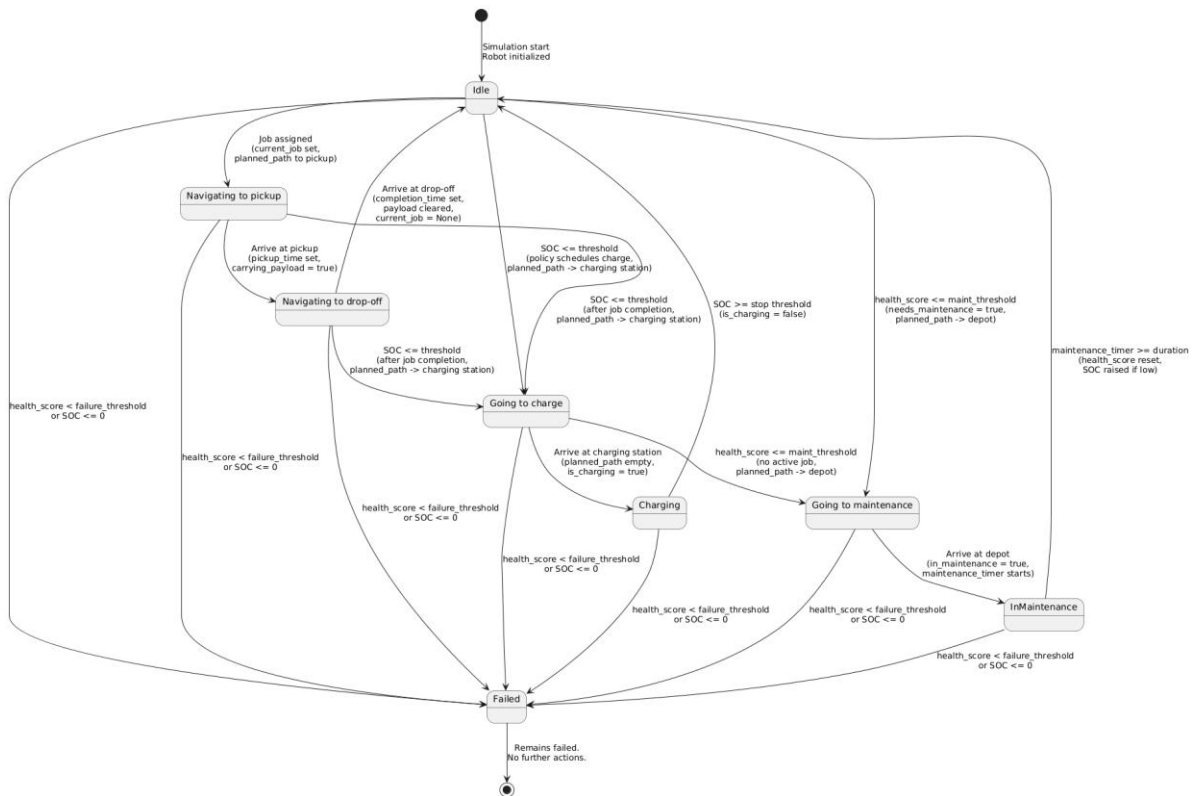 Simulation start
Robot initialized
Idle
Job assigned
(current_job set,
planned_path to pickup)
Navigating to pickup
Arrive at drop-off
(completion_time set,
payload cleared,
current_job = None)
Arrive at pickup
(pickup_time set,
carrying_payload = true)
SOC <= threshold
(policy schedules charge,
planned_path -> charging station)
Navigating to drop-off
SOC <= threshold
(after job completion,
planned_path -> charging station)
SOC >= stop threshold
(is_charging = false)
health_score <= maint_threshold
(needs_maintenance = true,
planned_path -> depot)
maintenance_timer >= duration
(health_score reset,
SOC raised if low)
SOC <= threshold
(after job completion,
planned_path -> charging station)
Going to charge
health_score < failure_threshold
or SOC <= 0
health_score < failure_threshold
or SOC <= 0
Arrive at charging station
(planned_path empty,
is_charging = true)
health_score <= maint_threshold
(no active job,
planned_path -> depot)
Charging
Going to maintenance
health_score < failure_threshold
or SOC <= 0
health_score < failure_threshold
or SOC <= 0
Arrive at depot
(in_maintenance = true,
maintenance_timer starts)
InMaintenance
health_score < failure_threshold
or SOC <= 0
health_score < failure_threshold
or SOC <= 0
health_score < failure_threshold
or SOC <= 0
Failed
Remains failed.
No further actions.